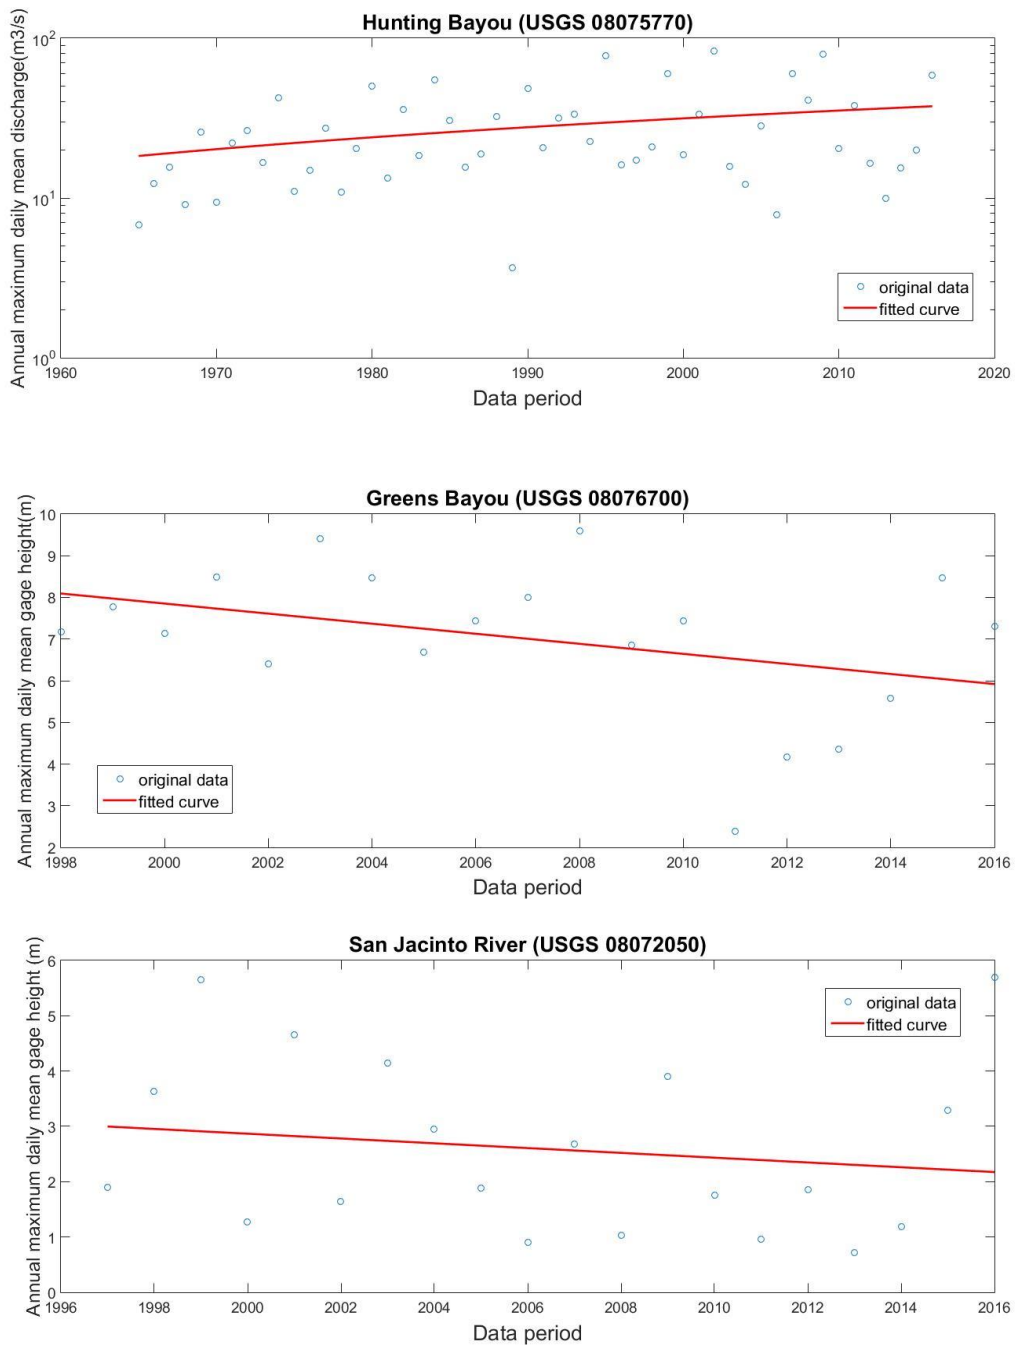 Hunting Bayou (USGS 08075770)
Annual maximum daily mean discharge(m3/s)
10^2
10^1
10^0
original data
fitted curve
1960 1970 1980 1990 2000 2010 2020
Data period
Greens Bayou (USGS 08076700)
Annual maximum daily mean gage height(m)
10
9
8
7
6
5
4
3
2
original data
fitted curve
1998 2000 2002 2004 2006 2008 2010 2012 2014 2016
Data period
San Jacinto River (USGS 08072050)
Annual maximum daily mean gage height (m)
6
5
4
3
2
1
0
original data
fitted curve
1996 1998 2000 2002 2004 2006 2008 2010 2012 2014 2016
Data period